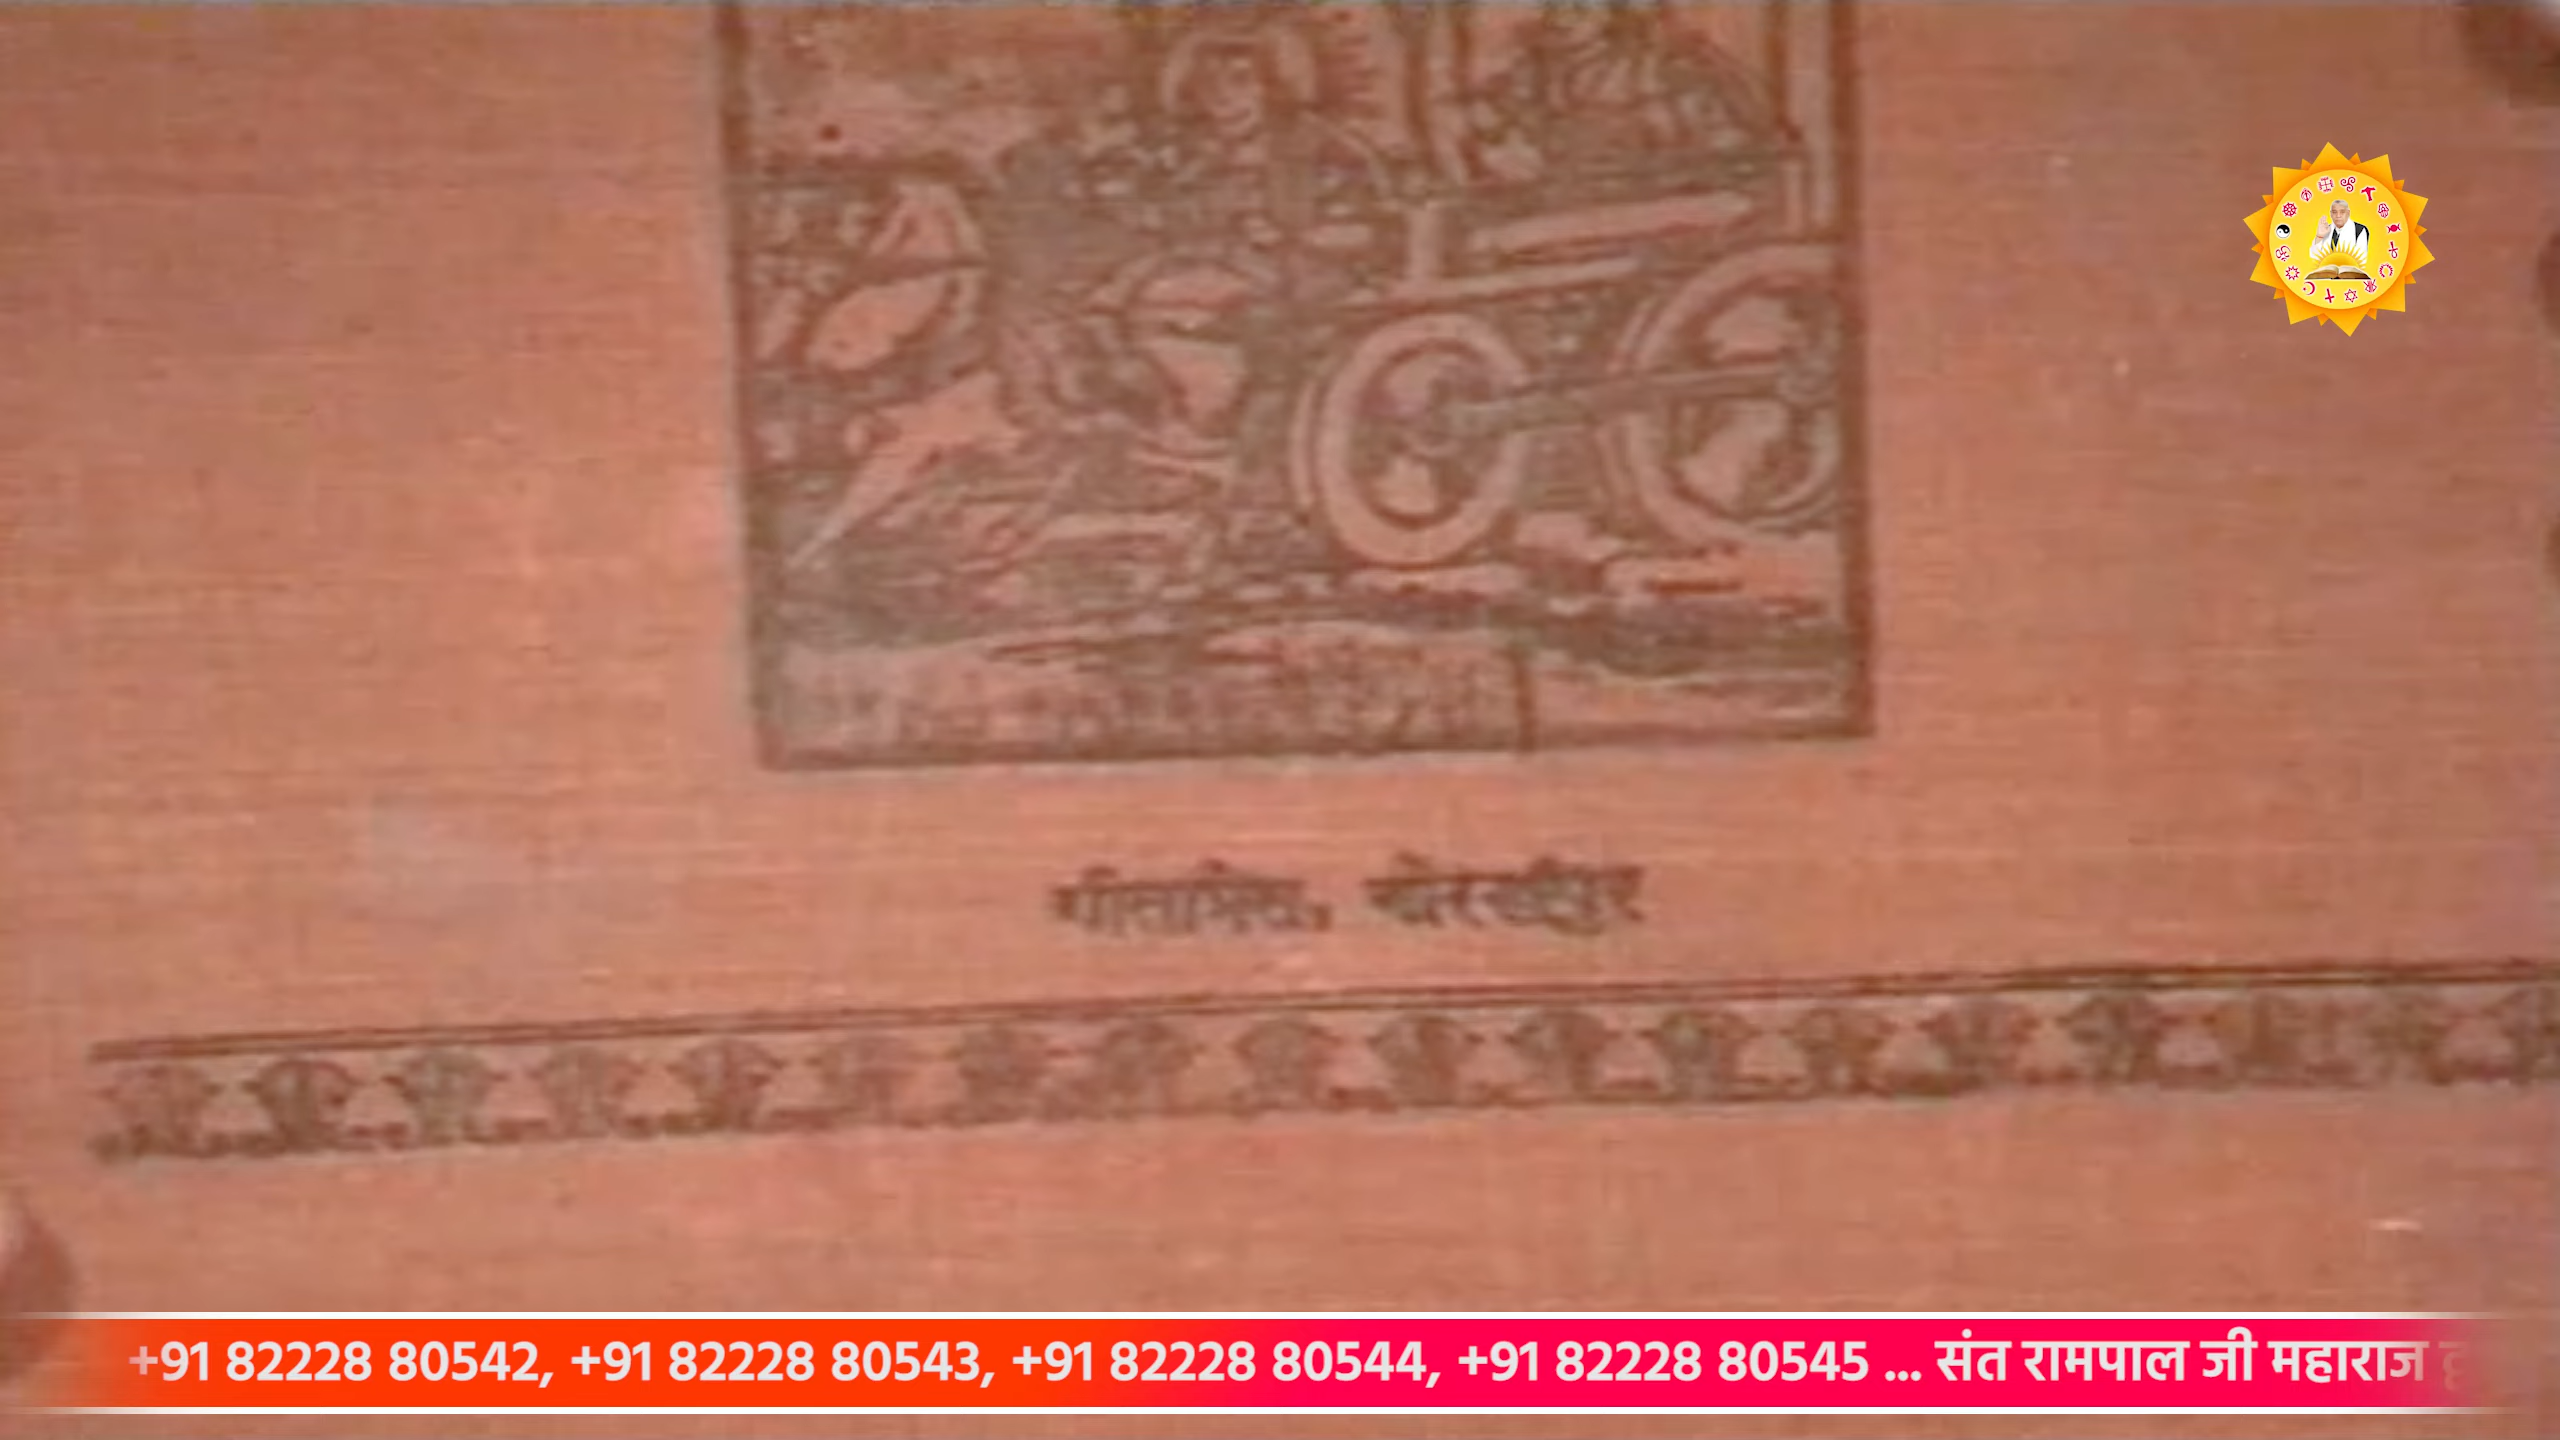 गीताप्रेस, गोरखपुर
+91 82228 80542, +91 82228 80543, +91 82228 80544, +91 82228 80545 ... संत रामपाल जी महाराज